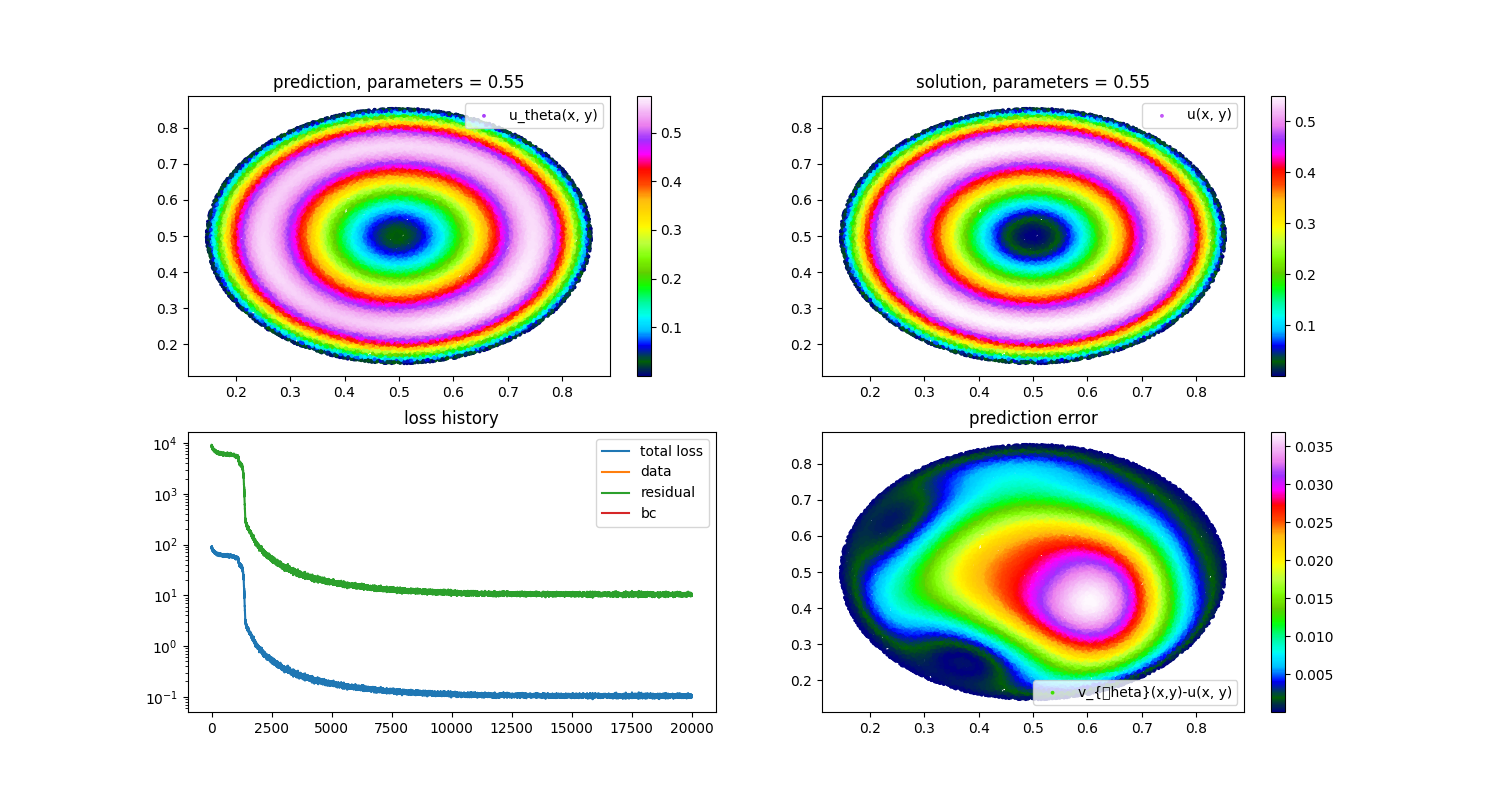 prediction, parameters = 0.55
u_theta(x, y)
0.8
0.7
0.6
0.5
0.4
0.3
0.2
0.2 0.3 0.4 0.5 0.6 0.7 0.8
0.5
0.4
0.3
0.2
0.1
solution, parameters = 0.55
u(x, y)
0.8
0.7
0.6
0.5
0.4
0.3
0.2
0.2 0.3 0.4 0.5 0.6 0.7 0.8
0.5
0.4
0.3
0.2
0.1
loss history
total loss
data
residual
bc
10⁴
10³
10²
10¹
10⁰
10⁻¹
0 2500 5000 7500 10000 12500 15000 17500 20000
prediction error
v_{▯heta}(x,y)-u(x, y)
0.8
0.7
0.6
0.5
0.4
0.3
0.2
0.2 0.3 0.4 0.5 0.6 0.7 0.8
0.035
0.030
0.025
0.020
0.015
0.010
0.005